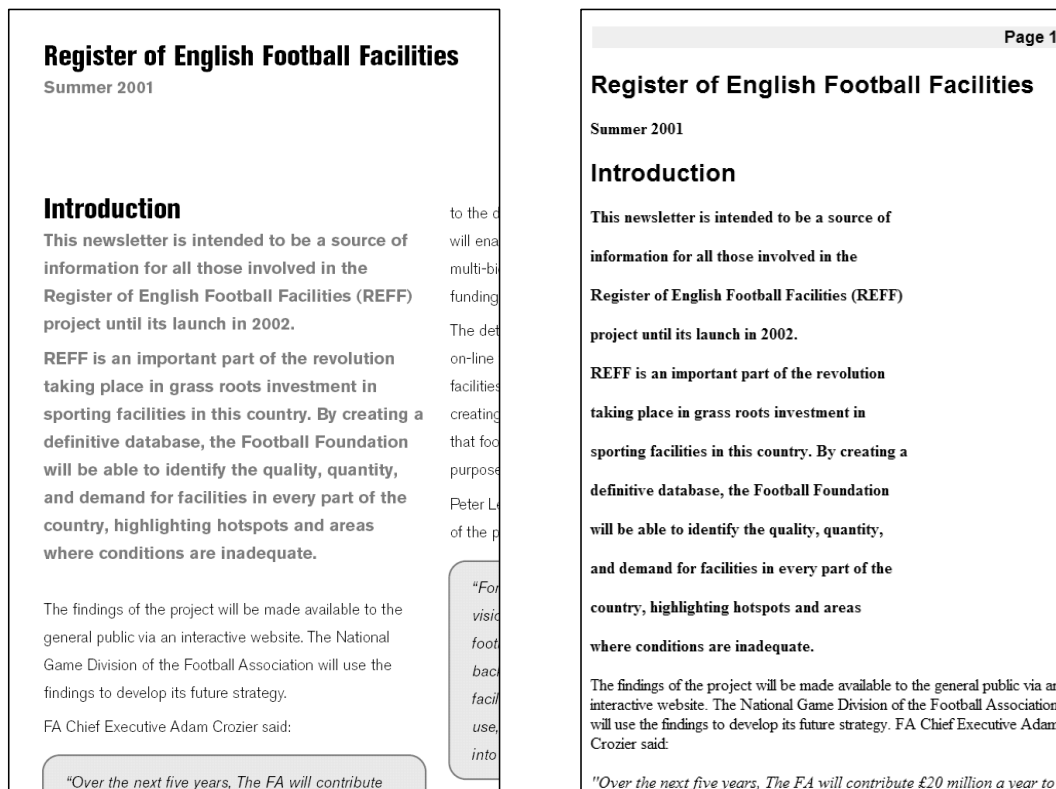 Register of English Football Facilities
Summer 2001
Introduction
This newsletter is intended to be a source of
information for all those involved in the
Register of English Football Facilities (REFF)
project until its launch in 2002.
REFF is an important part of the revolution
taking place in grass roots investment in
sporting facilities in this country. By creating a
definitive database, the Football Foundation
will be able to identify the quality, quantity,
and demand for facilities in every part of the
country, highlighting hotspots and areas
where conditions are inadequate.
The findings of the project will be made available to the
general public via an interactive website. The National
Game Division of the Football Association will use the
findings to develop its future strategy.
FA Chief Executive Adam Crozier said:
“Over the next five years, The FA will contribute
to the
will
funding
The
on-line
facilities
creating
that
purpose
Peter
of the
“For
use,
into
Page 1
Register of English Football Facilities
Summer 2001
Introduction
This newsletter is intended to be a source of
information for all those involved in the
Register of English Football Facilities (REFF)
project until its launch in 2002.
REFF is an important part of the revolution
taking place in grass roots investment in
sporting facilities in this country. By creating a
definitive database, the Football Foundation
will be able to identify the quality, quantity,
and demand for facilities in every part of the
country, highlighting hotspots and areas
where conditions are inadequate.
The findings of the project will be made available to the general public via an
interactive website. The National Game Division of the Football Association
will use the findings to develop its future strategy. FA Chief Executive Adam
Crozier said:
"Over the next five years, The FA will contribute £20 million a year to